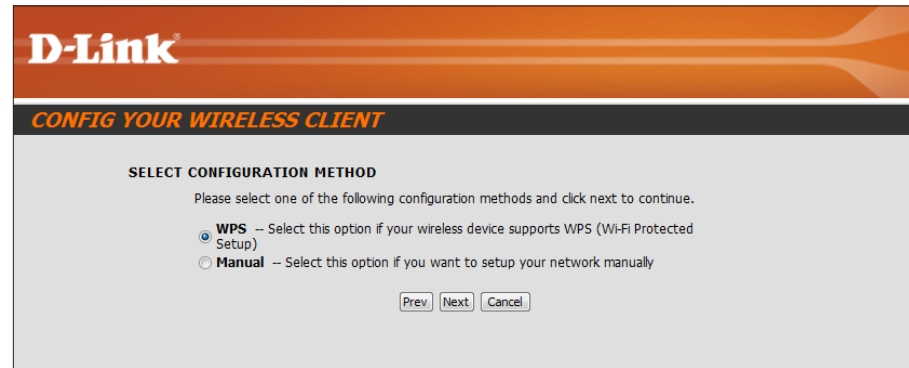 D-Link®
CONFIG YOUR WIRELESS CLIENT
SELECT CONFIGURATION METHOD
Please select one of the following configuration methods and click next to continue.
WPS -- Select this option if your wireless device supports WPS (Wi-Fi Protected
Setup)
Manual -- Select this option if you want to setup your network manually
Prev Next Cancel